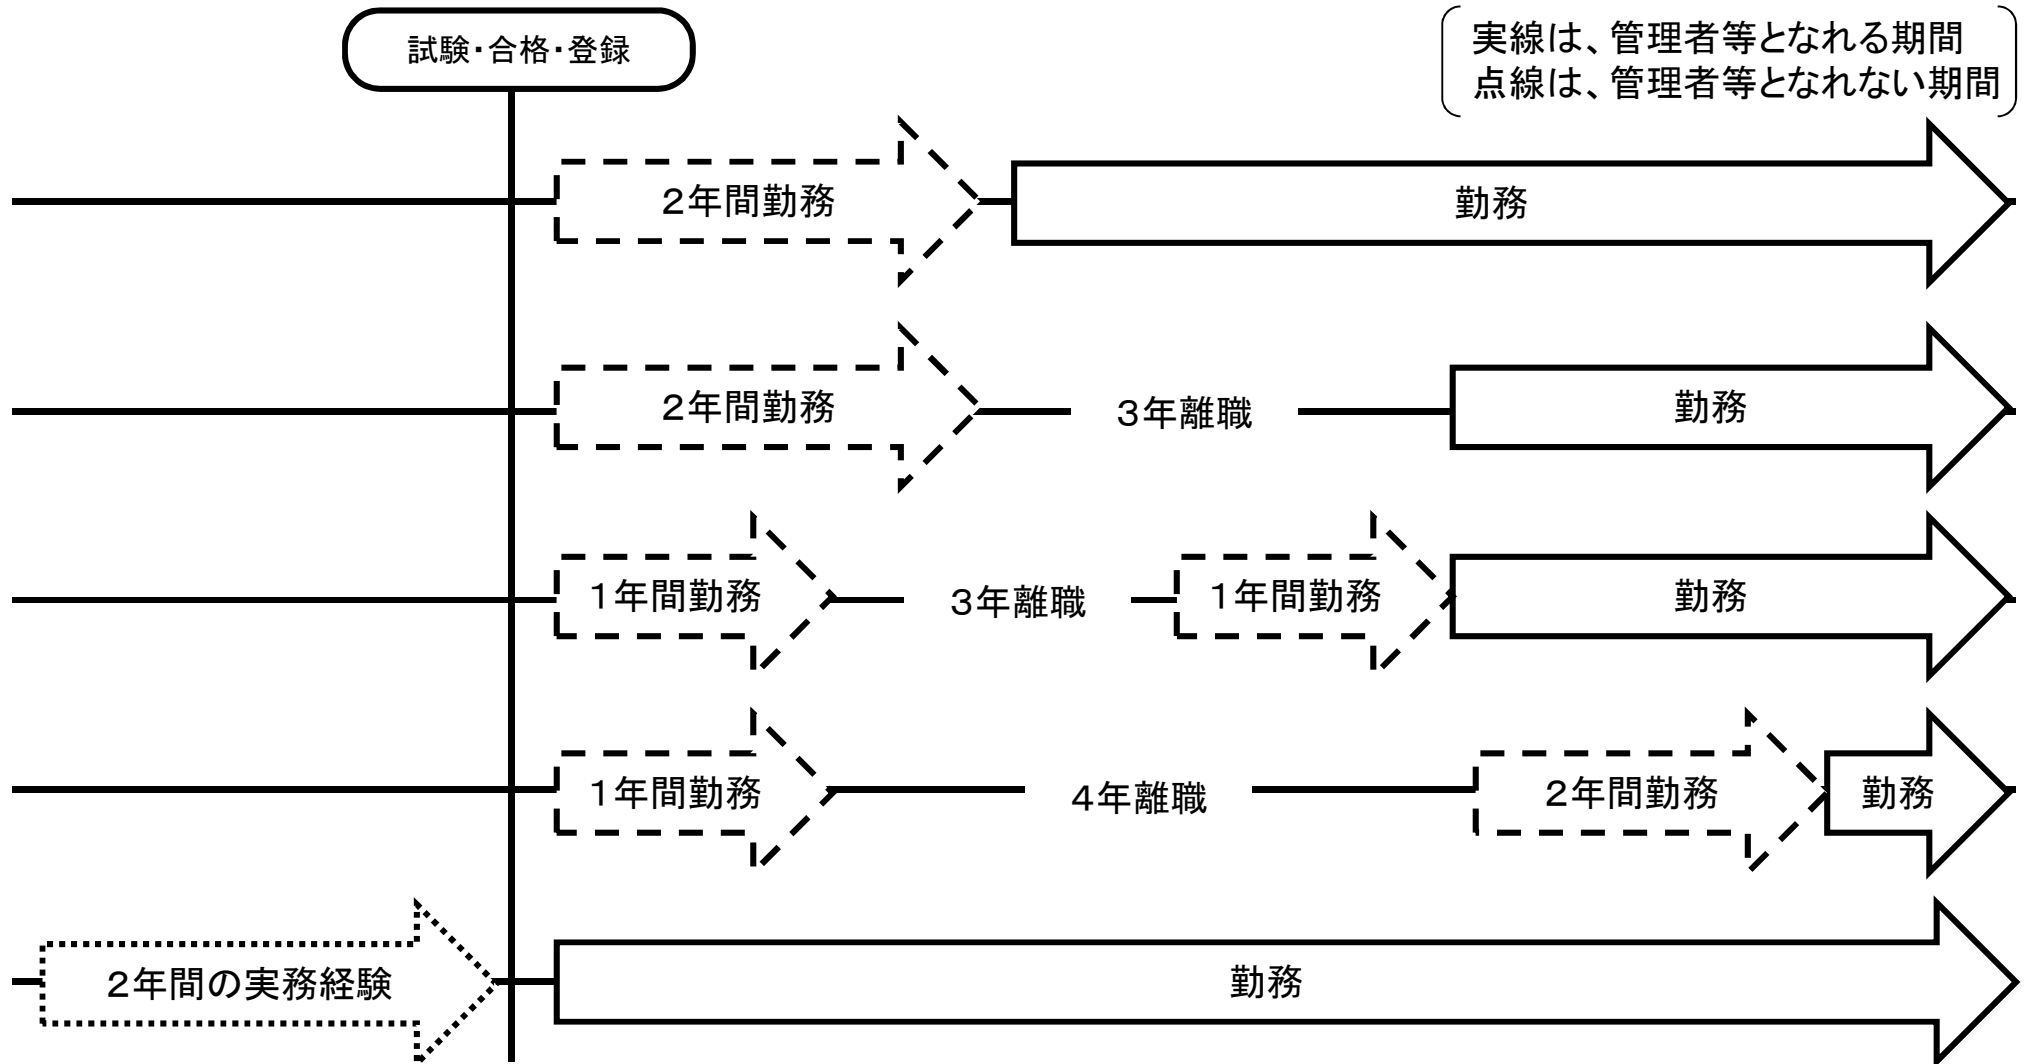 試験・合格・登録
実線は、管理者等となれる期間
点線は、管理者等となれない期間
２年間勤務
勤務
２年間勤務
３年離職
勤務
１年間勤務
３年離職
１年間勤務
勤務
１年間勤務
４年離職
２年間勤務
勤務
２年間の実務経験
勤務